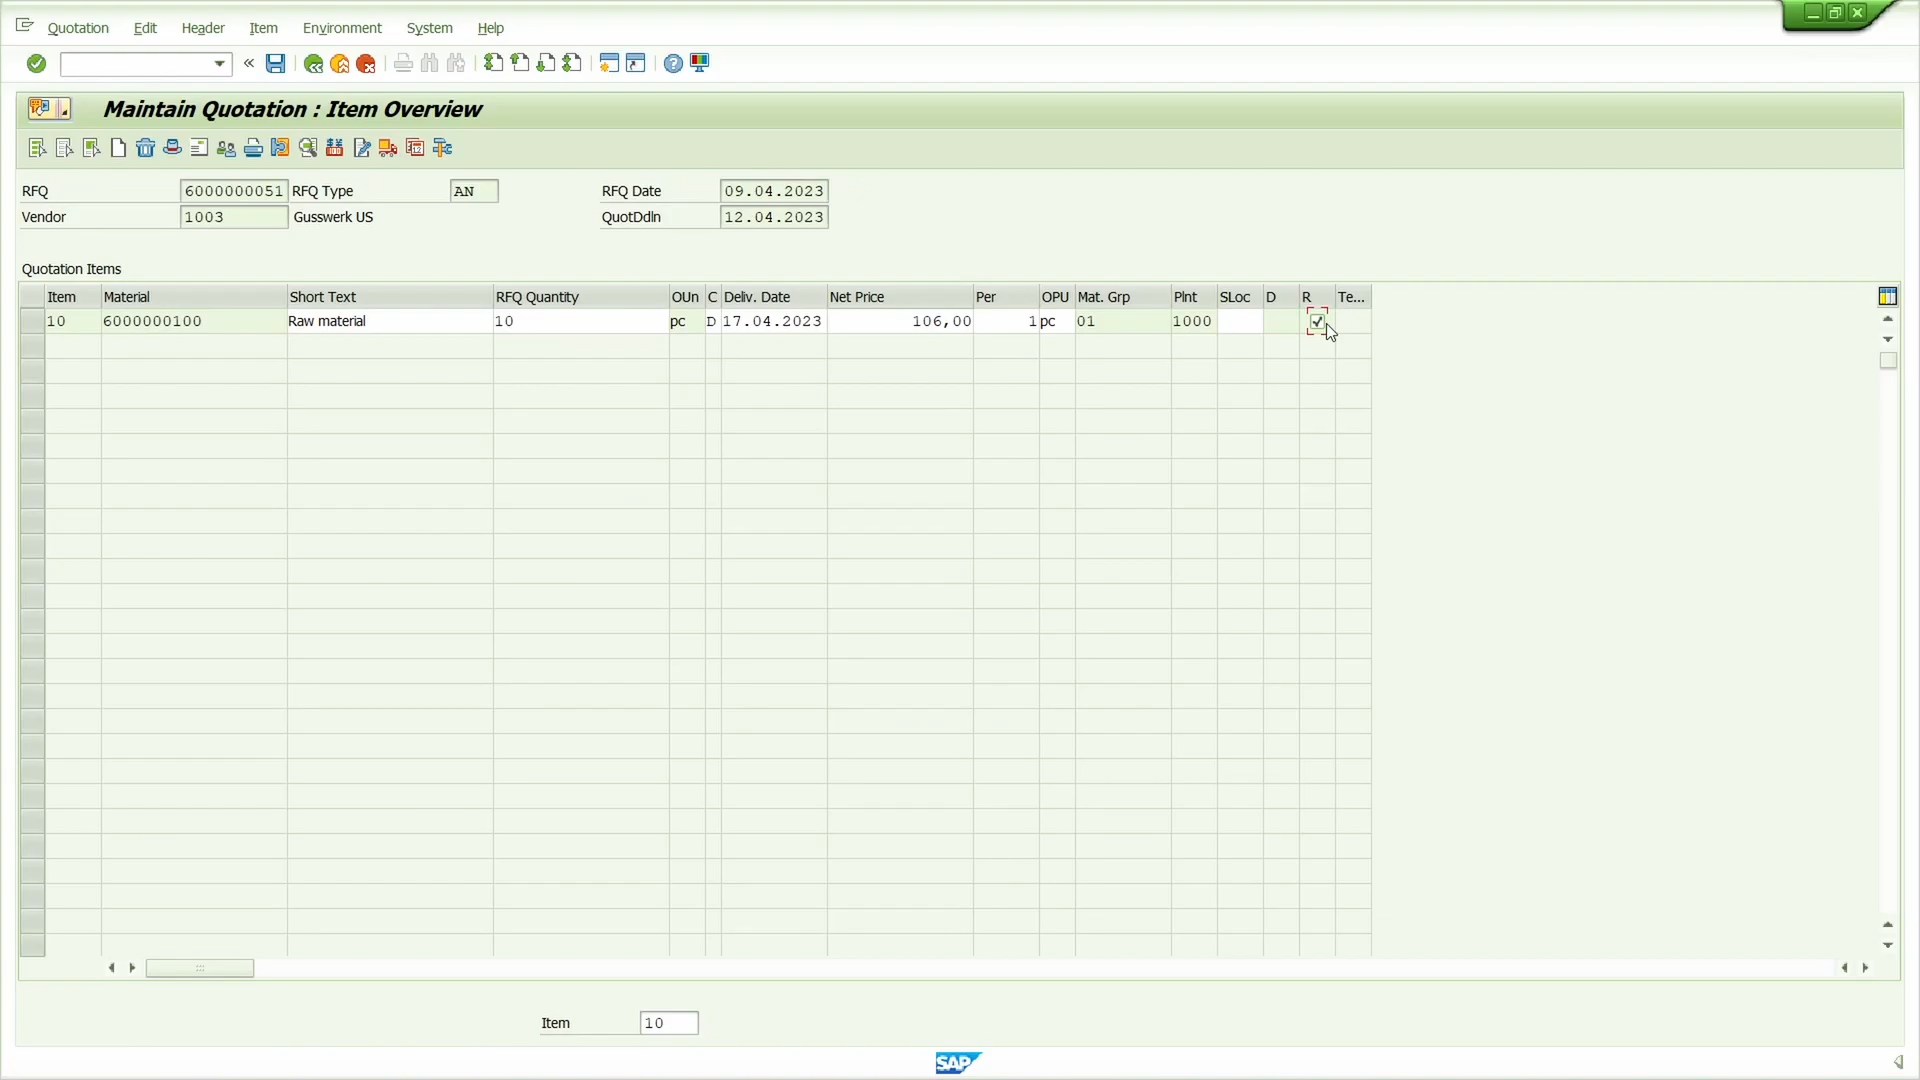 Quotation Edit Header Item Environment System Help
«
Maintain Quotation : Item Overview
RFQ 6000000051 RFQ Type AN RFQ Date 09.04.2023
Vendor 1003 Gusswerk US QuotDdln 12.04.2023
Quotation Items
Item Material Short Text RFQ Quantity OUn C Deliv. Date Net Price Per OPU Mat. Grp Plnt SLoc D R Te...
10 6000000100 Raw material 10 pc D 17.04.2023 106,00 1 pc 01 1000
Item 10
SAP